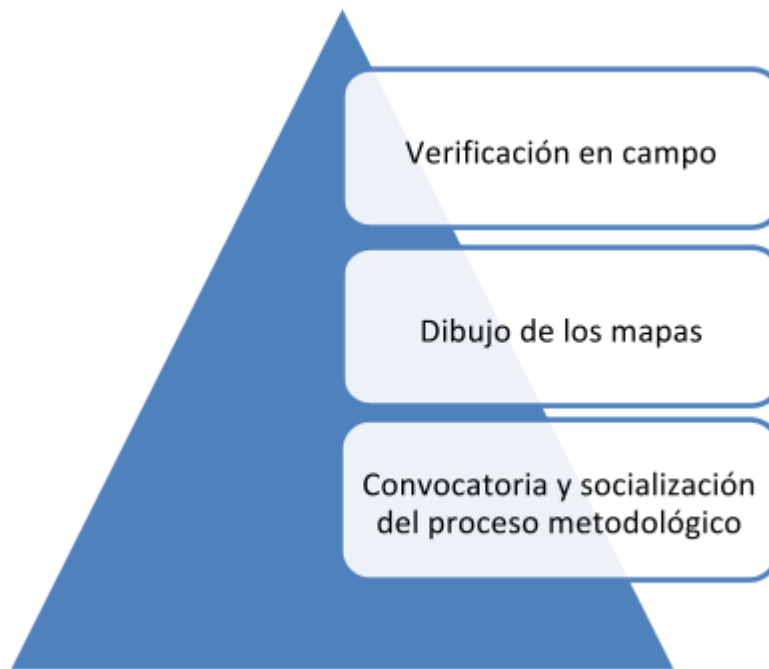 Verificación en campo
Dibujo de los mapas
Convocatoria y socialización
del proceso metodológico